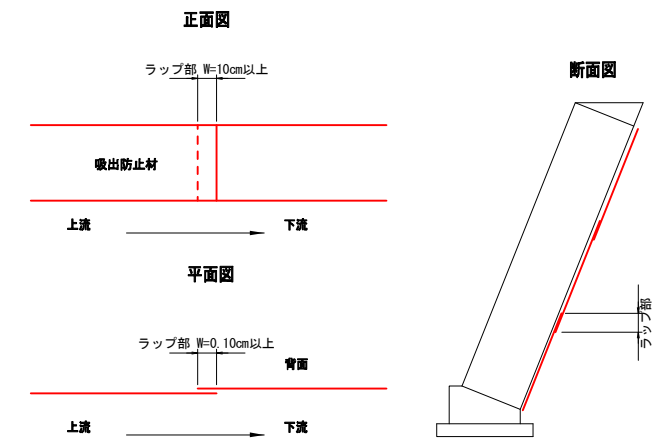 正面図
ラップ部 W=10cm以上
吸出防止材
上流
下流
平面図
ラップ部 W=0.10cm以上
背面
上流
下流
断面図
ラップ部